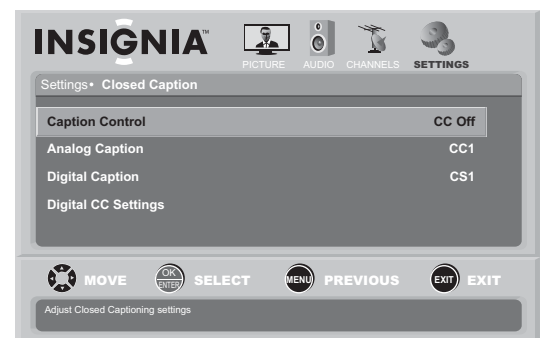 INSIGNIA™
PICTURE AUDIO CHANNELS SETTINGS
Settings• Closed Caption
Caption Control CC Off
Analog Caption CC1
Digital Caption CS1
Digital CC Settings
MOVE OK ENTER SELECT MENU PREVIOUS EXIT EXIT
Adjust Closed Captioning settings